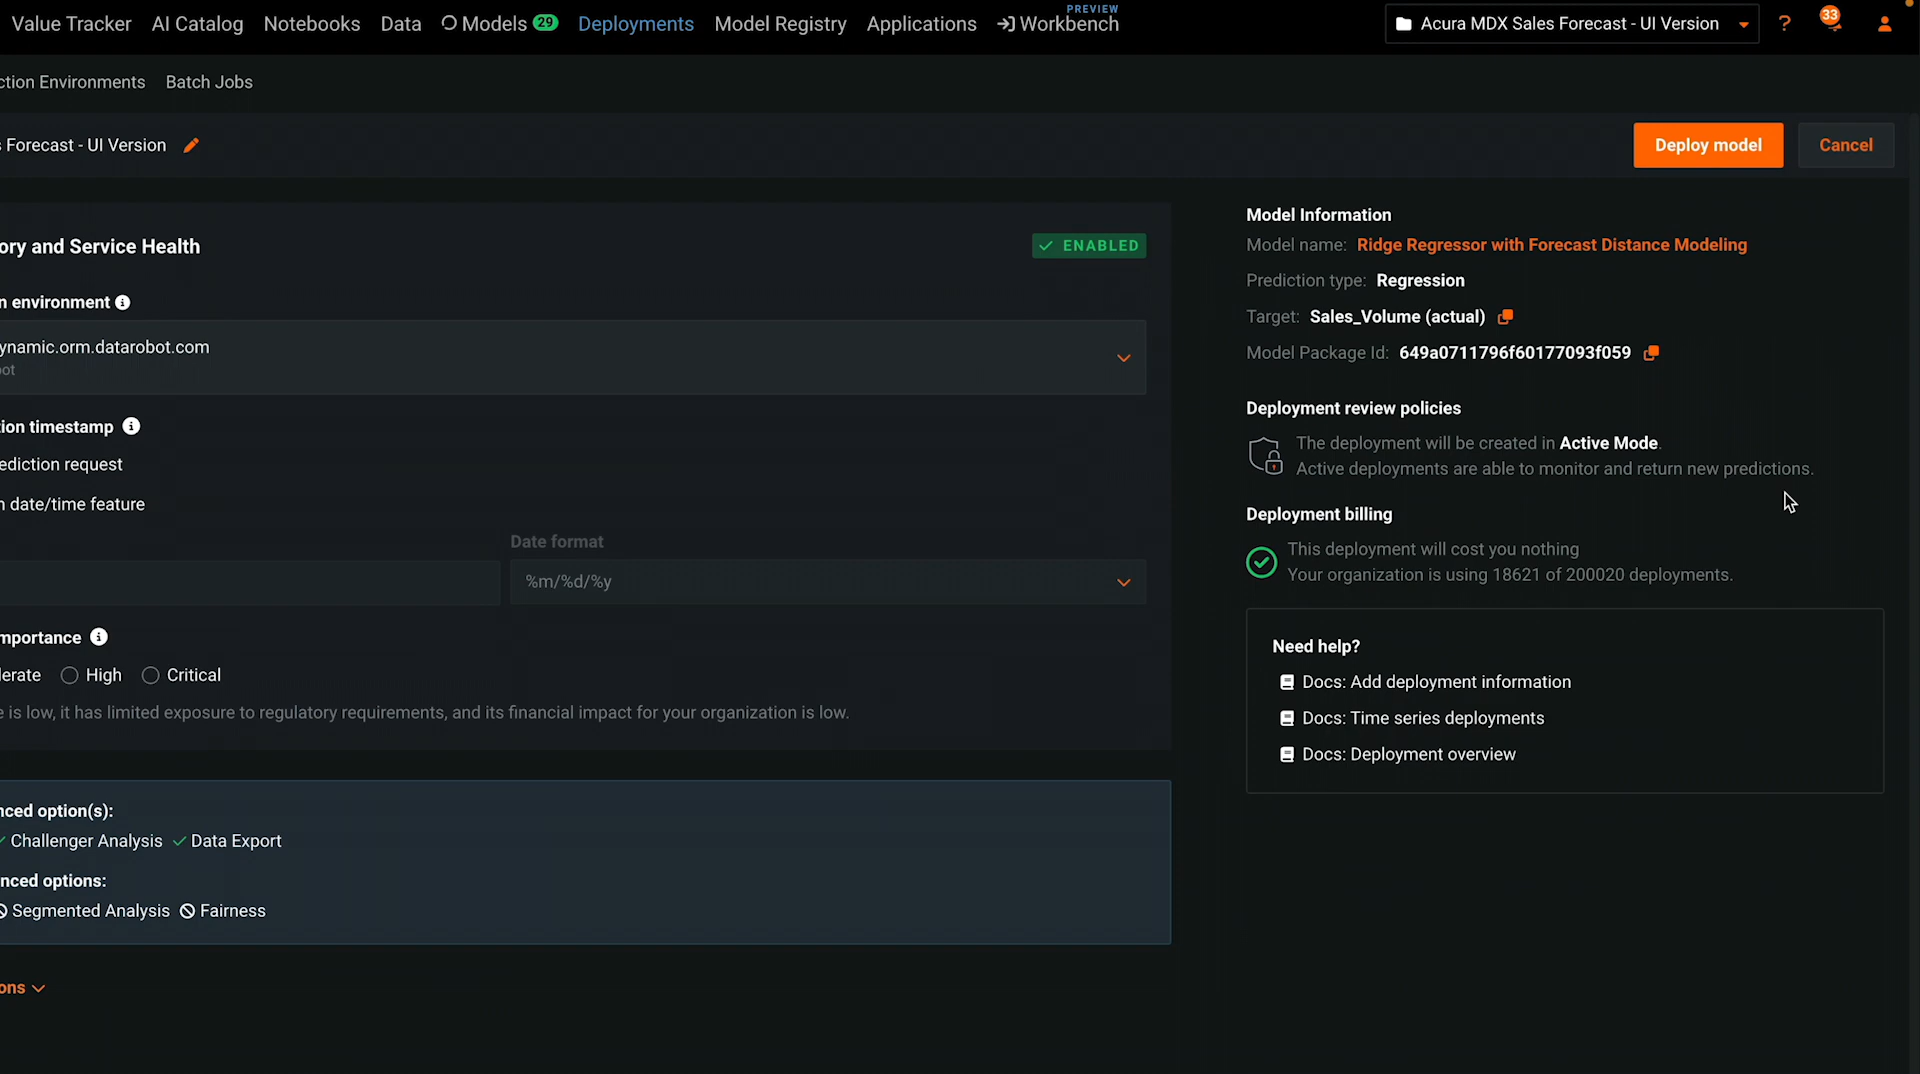 Value Tracker AI Catalog Notebooks Data Models 29 Deployments Model Registry Applications Workbench PREVIEW Acura MDX Sales Forecast - UI Version ? 33
ction Environments Batch Jobs
s Forecast - UI Version
Deploy model Cancel
ory and Service Health
ENABLED
n environment
ynamic.orm.datarobot.com
ot
tion timestamp
ediction request
n date/time feature
Date format
%m/%d/%y
mportance
erate High Critical
e is low, it has limited exposure to regulatory requirements, and its financial impact for your organization is low.
nced option(s):
Challenger Analysis Data Export
nced options:
Segmented Analysis Fairness
ons
Model Information
Model name: Ridge Regressor with Forecast Distance Modeling
Prediction type: Regression
Target: Sales_Volume (actual)
Model Package Id: 649a0711796f60177093f059
Deployment review policies
The deployment will be created in Active Mode.
Active deployments are able to monitor and return new predictions.
Deployment billing
This deployment will cost you nothing
Your organization is using 18621 of 200020 deployments.
Need help?
Docs: Add deployment information
Docs: Time series deployments
Docs: Deployment overview